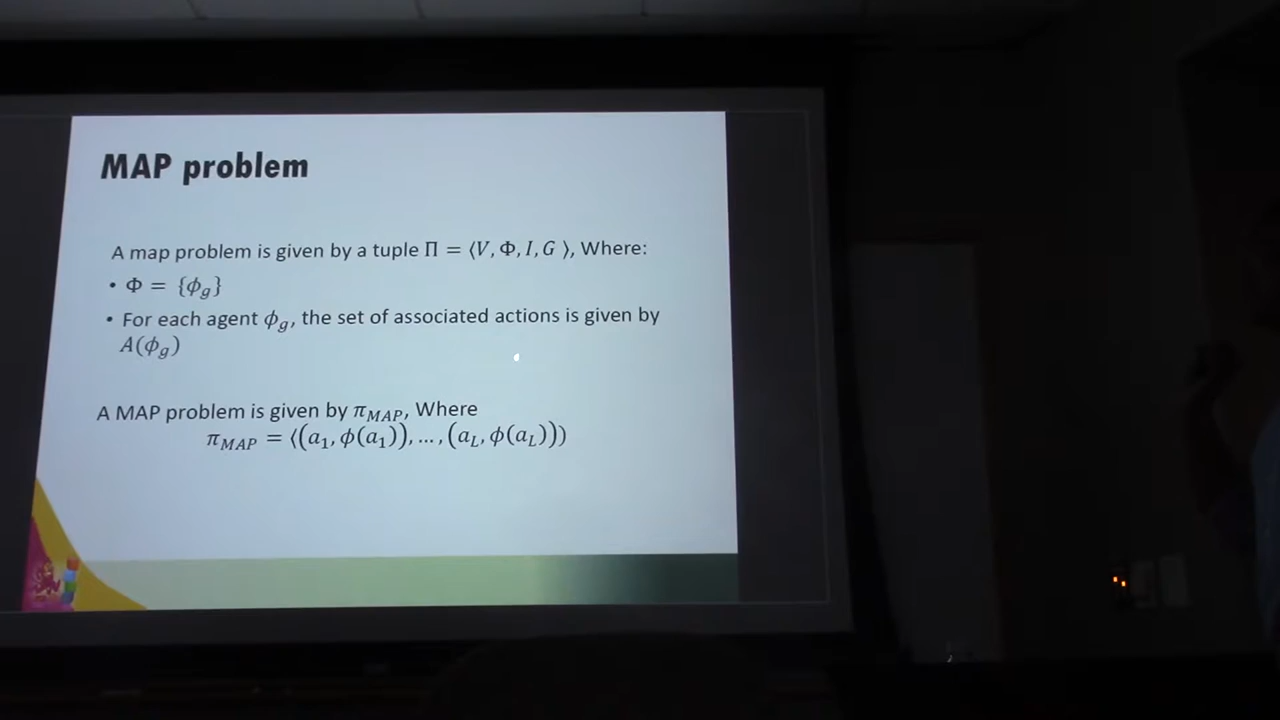 MAP problem
A map problem is given by a tuple Π = ⟨V, Φ, I, G ⟩, Where:
• Φ = {ϕ_g}
• For each agent ϕ_g, the set of associated actions is given by
A(ϕ_g)
A MAP problem is given by π_MAP, Where
π_MAP = ⟨(a_1, ϕ(a_1)), … , (a_L, ϕ(a_L))⟩